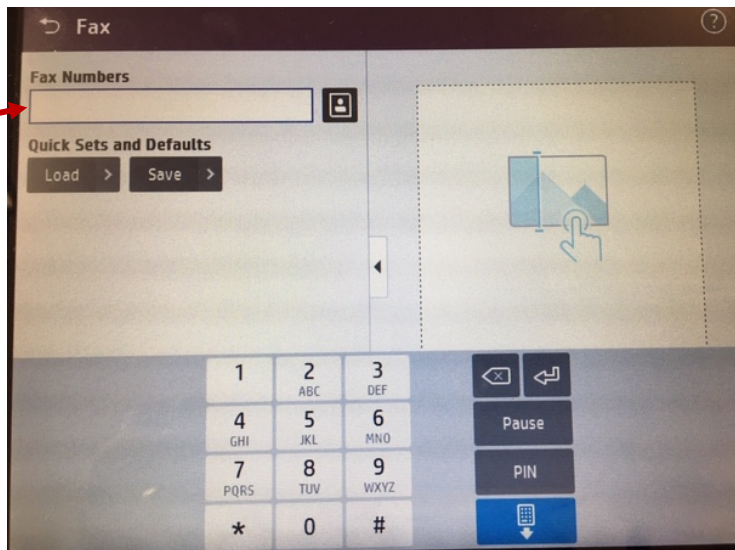 Fax
?
Fax Numbers
Quick Sets and Defaults
Load > Save >
1 2 ABC 3 DEF
4 GHI 5 JKL 6 MNO
Pause
7 PQRS 8 TUV 9 WXYZ
PIN
* 0 #